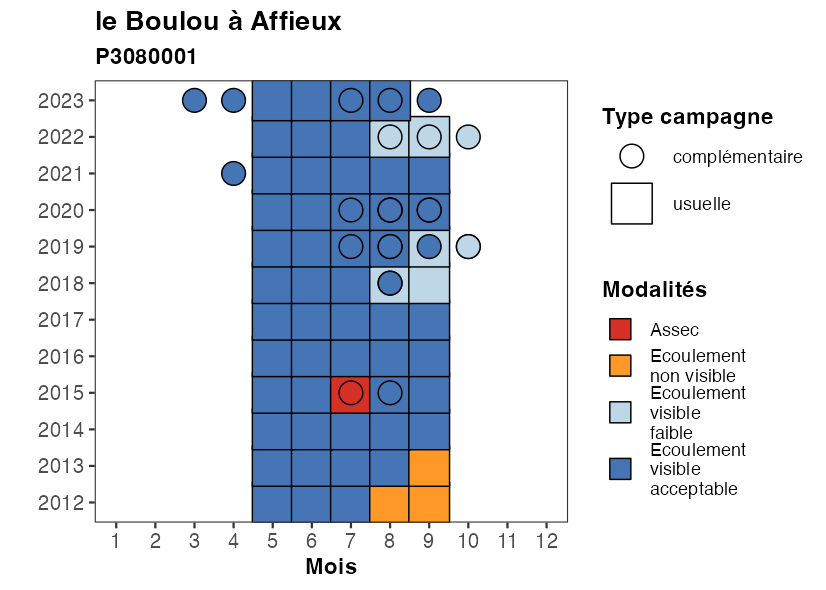 le Boulou à Affieux
P3080001
2023
2022
2021
2020
2019
2018
2017
2016
2015
2014
2013
2012
1 2 3 4 5 6 7 8 9 10 11 12
Mois
Type campagne
complémentaire
usuelle
Modalités
Assec
Ecoulement
non visible
Ecoulement
visible
faible
Ecoulement
visible
acceptable